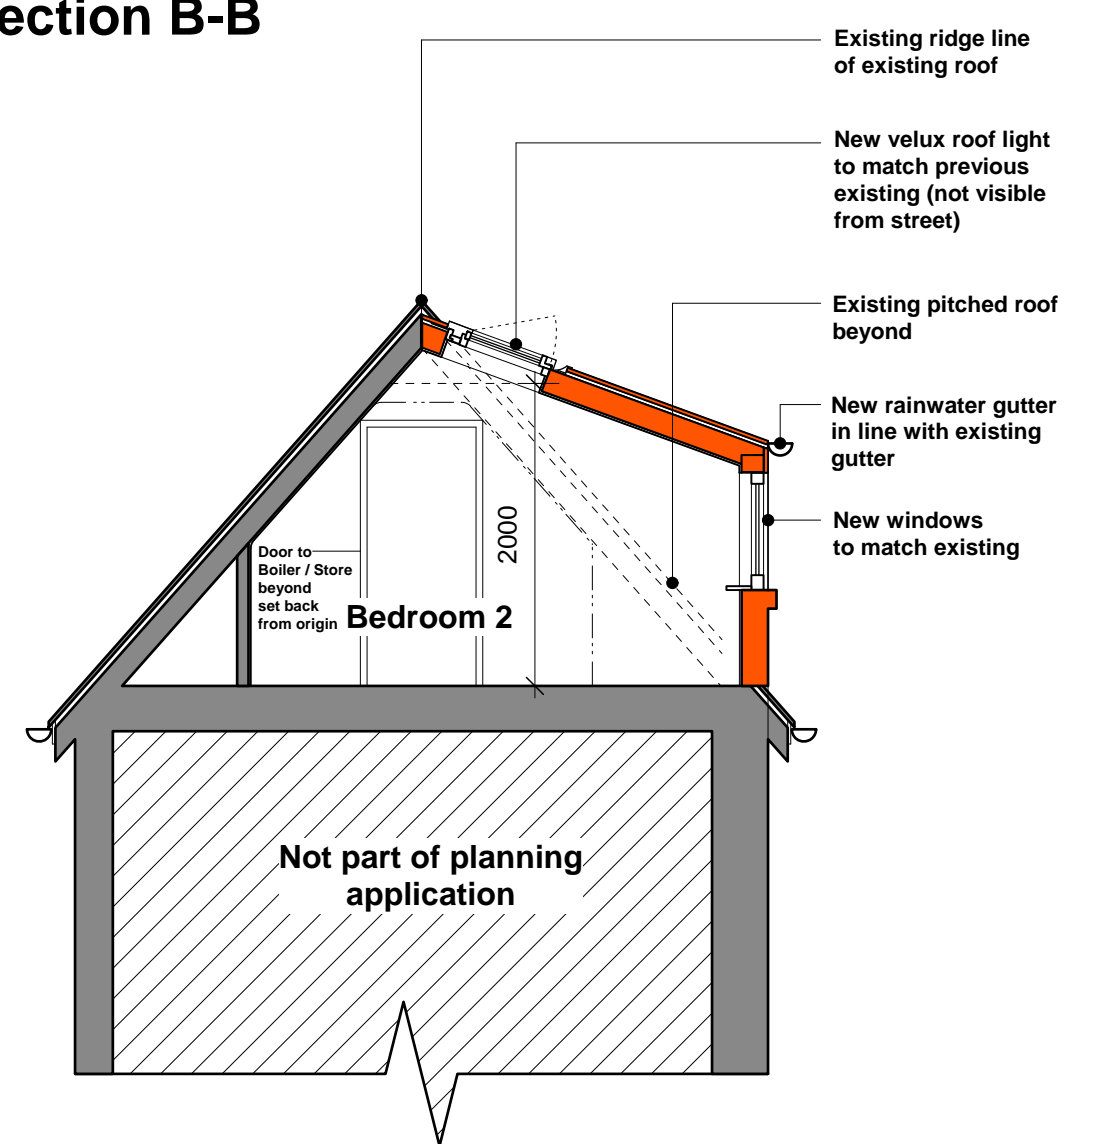 ection B-B
Existing ridge line
of existing roof
New velux roof light
to match previous
existing (not visible
from street)
Existing pitched roof
beyond
New rainwater gutter
in line with existing
gutter
New windows
to match existing
2000
Door to
Boiler / Store
beyond
set back
from origin
Bedroom 2
Not part of planning
application